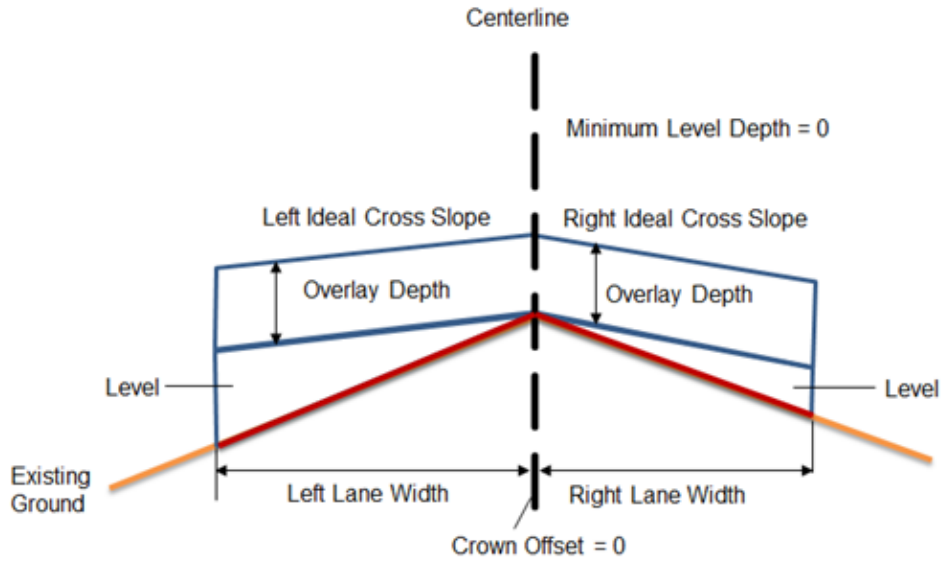 Centerline
Minimum Level Depth = 0
Left Ideal Cross Slope
Right Ideal Cross Slope
Overlay Depth
Overlay Depth
Level
Level
Existing
Ground
Left Lane Width
Right Lane Width
Crown Offset = 0